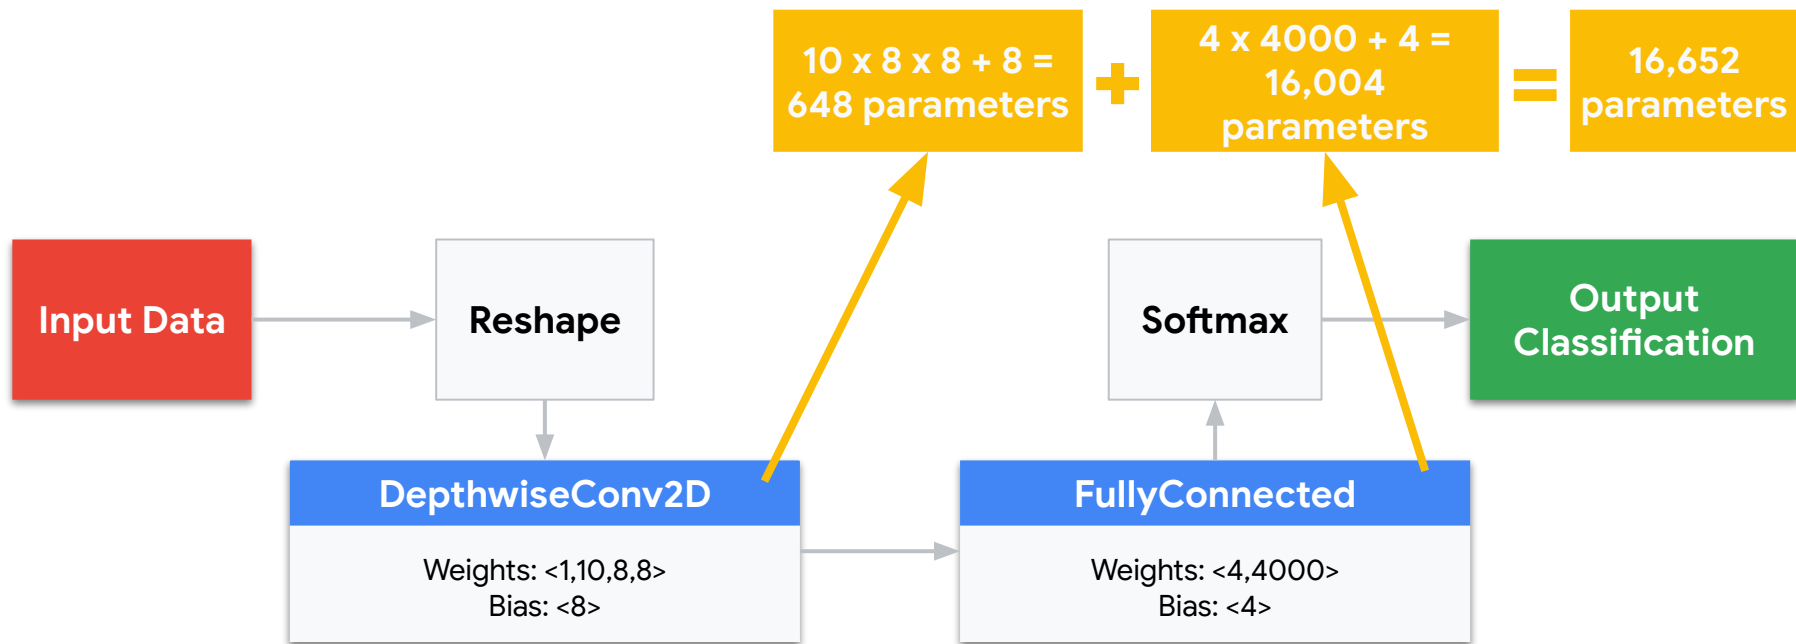 10 x 8 x 8 + 8 =
648 parameters
+
4 x 4000 + 4 =
16,004
parameters
=
16,652
parameters
Input Data
Reshape
Softmax
Output
Classification
DepthwiseConv2D
Weights: <1,10,8,8>
Bias: <8>
FullyConnected
Weights: <4,4000>
Bias: <4>